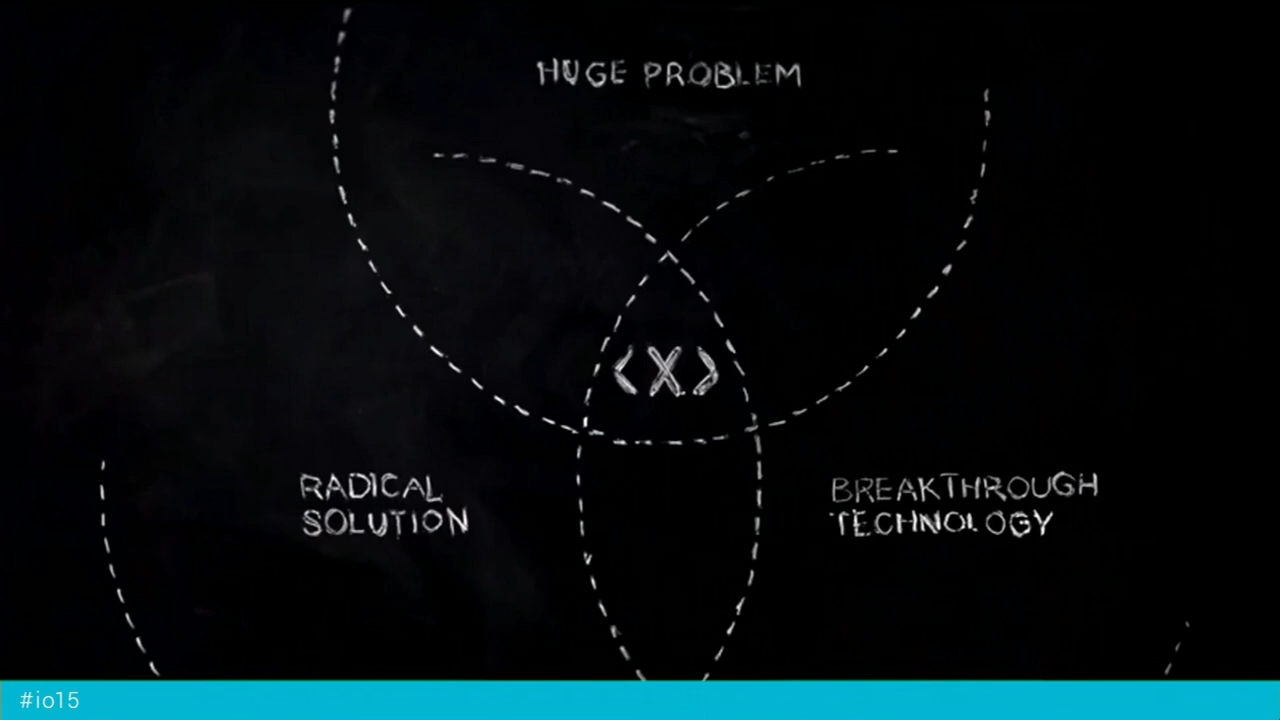 HUGE PROBLEM
<X>
RADICAL
SOLUTION
BREAKTHROUGH
TECHNOLOGY
#io15